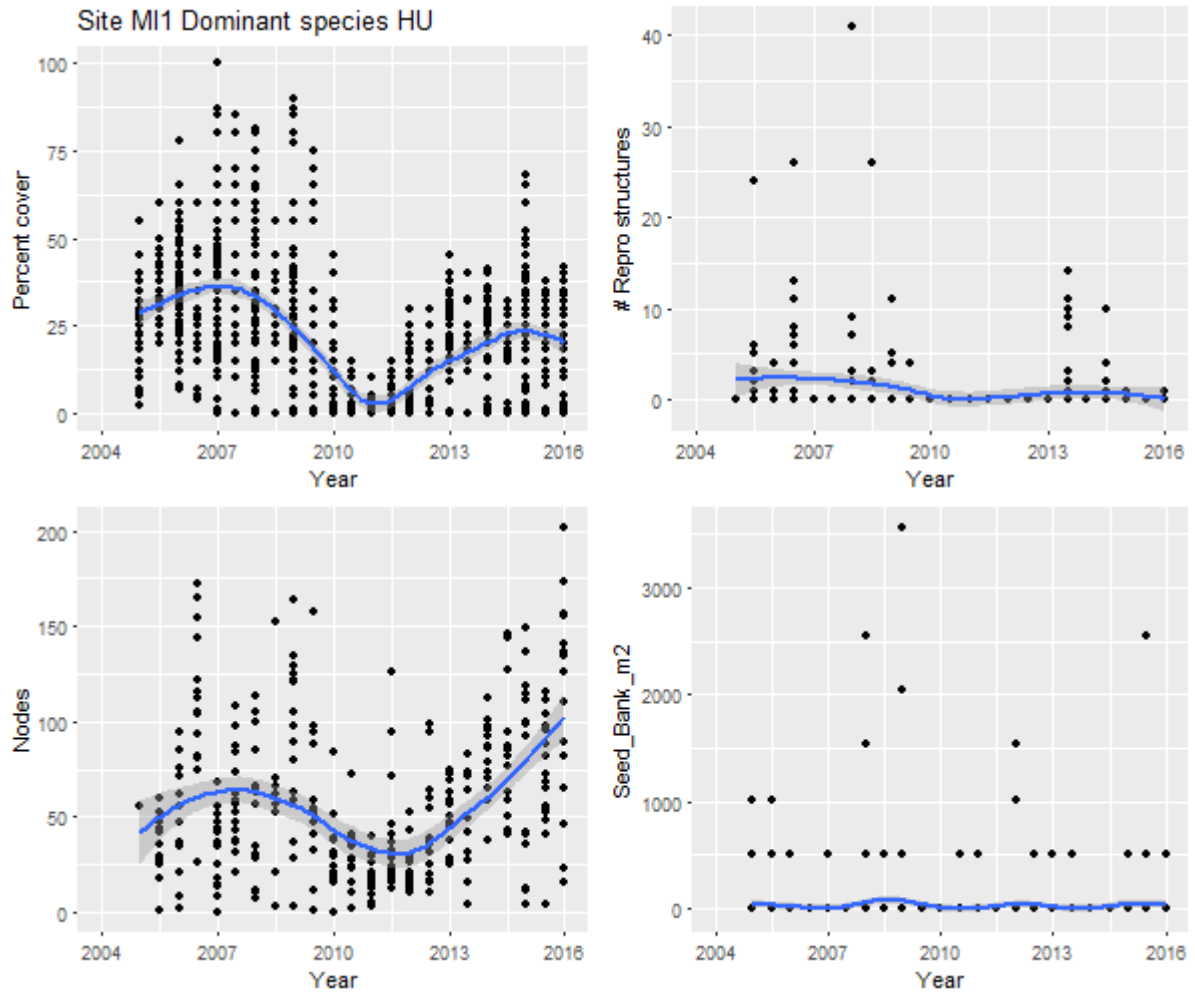 Site MI1 Dominant species HU
100
75
50
25
0
Percent cover
2004 2007 2010 2013 2016
Year
40
30
20
10
0
# Repro structures
2004 2007 2010 2013 2016
Year
200
150
100
50
0
Nodes
2004 2007 2010 2013 2016
Year
3000
2000
1000
0
Seed_Bank_m2
2004 2007 2010 2013 2016
Year